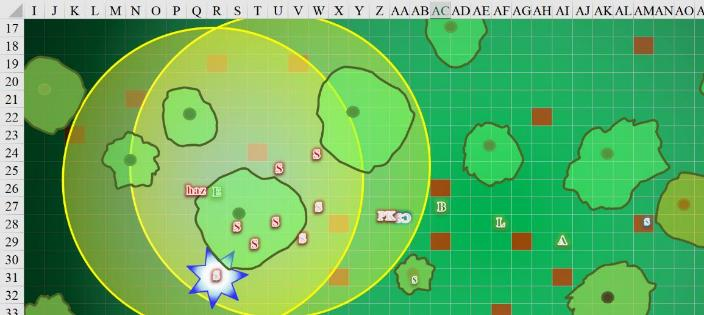 I J K L M N O P Q R S T U V W X Y Z AA AB AC AD AE AF AG AH AI AJ AK AL AM AN AO
17
18
19
20
21
22
23
24 S
25 S
26 haz E
27 S B
28 S S PK L S
29 S S A
30
31 S S
32
33